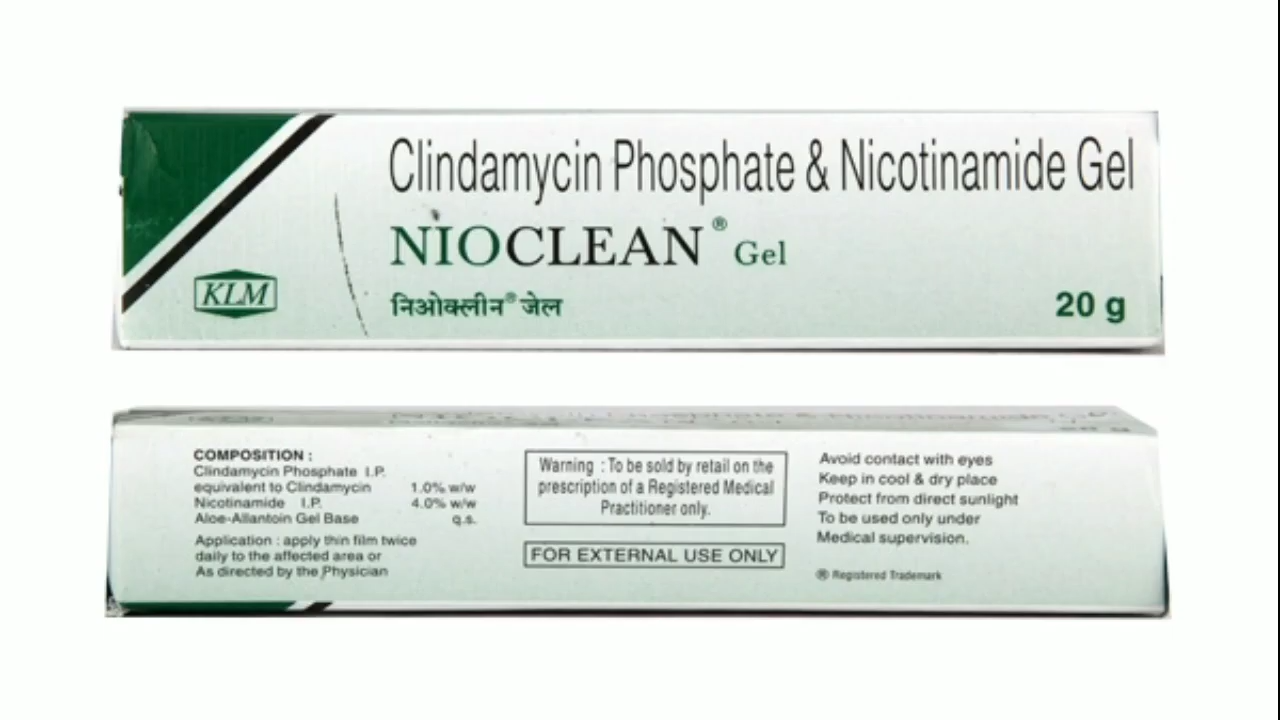 Clindamycin Phosphate & Nicotinamide Gel
NIOCLEAN® Gel
निओक्लीन® जेल
KLM
20 g
COMPOSITION :
Clindamycin Phosphate I.P.
equivalent to Clindamycin 1.0% w/w
Nicotinamide I.P. 4.0% w/w
Aloe-Allantoin Gel Base q.s.
Application : apply thin film twice
daily to the affected area or
As directed by the Physician
Warning : To be sold by retail on the
prescription of a Registered Medical
Practitioner only.
FOR EXTERNAL USE ONLY
Avoid contact with eyes
Keep in cool & dry place
Protect from direct sunlight
To be used only under
Medical supervision.
® Registered Trademark